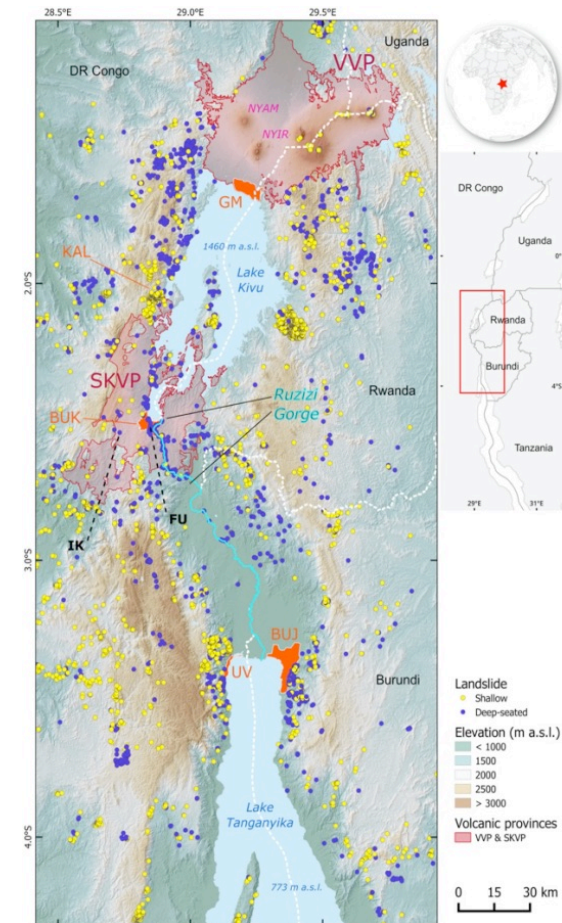 28.5°E
29.0°E
29.5°E
Uganda
DR Congo
VVP
NYAM
NYIR
GM
1460 m a.s.l.
KAL
Lake
Kivu
2.0°S
SKVP
Rwanda
BUK
Ruzizi
Gorge
FU
IK
3.0°S
BUJ
UV
Burundi
Lake
Tanganyika
4.0°S
773 m a.s.l.
DR Congo
Uganda
0°
Rwanda
Burundi
4°S
Tanzania
29°E
31°E
Landslide
Shallow
Deep-seated
Elevation (m a.s.l.)
< 1000
1500
2000
2500
> 3000
Volcanic provinces
VVP & SKVP
0 15 30 km